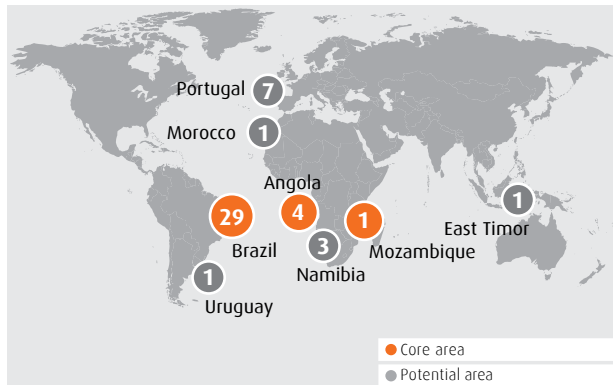 Portugal
7
Morocco
1
Angola
4
29
Brazil
1
Mozambique
1
East Timor
3
Namibia
1
Uruguay
Core area
Potential area